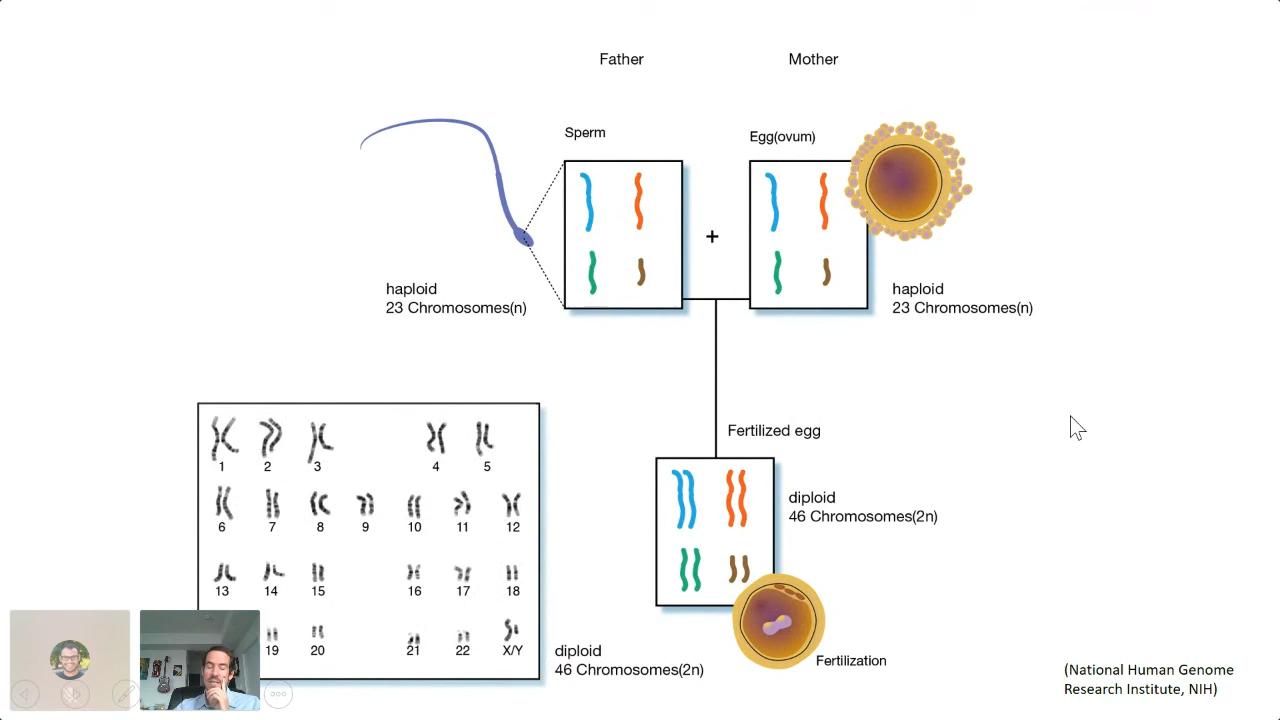 Father
Mother
Sperm
Egg(ovum)
+
haploid
23 Chromosomes(n)
haploid
23 Chromosomes(n)
Fertilized egg
diploid
46 Chromosomes(2n)
Fertilization
1 2 3 4 5
6 7 8 9 10 11 12
13 14 15 16 17 18
19 20 21 22 X/Y
diploid
46 Chromosomes(2n)
(National Human Genome
Research Institute, NIH)